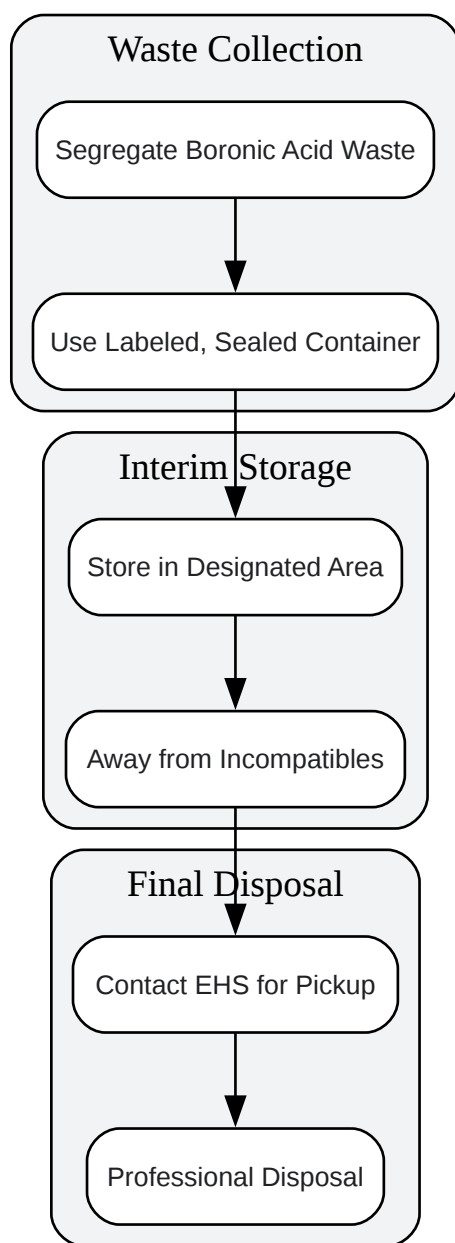 Waste Collection
Segregate Boronic Acid Waste
Use Labeled, Sealed Container
Interim Storage
Store in Designated Area
Away from Incompatibles
Final Disposal
Contact EHS for Pickup
Professional Disposal